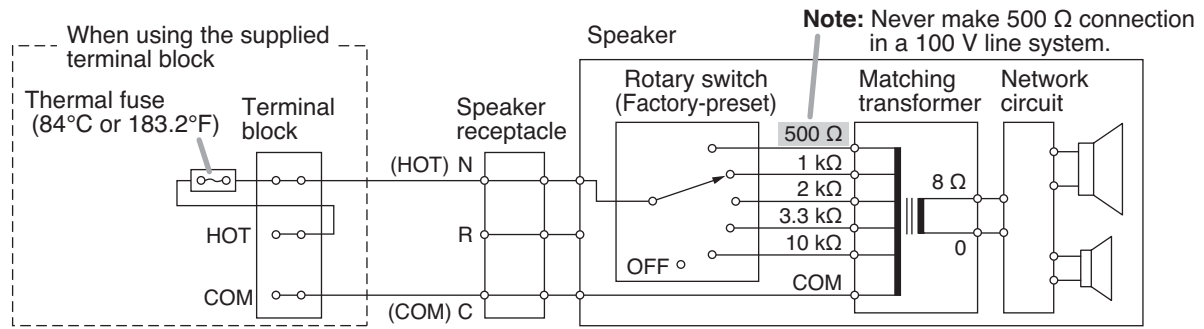 Note: Never make 500 Ω connection
in a 100 V line system.
When using the supplied
terminal block
Speaker
Thermal fuse
(84°C or 183.2°F)
Terminal
block
Speaker
receptacle
Rotary switch
(Factory-preset)
Matching
transformer
Network
circuit
500 Ω
(HOT) N
1 kΩ
2 kΩ
8 Ω
3.3 kΩ
HOT
R
10 kΩ
0
OFF
COM
COM
(COM) C